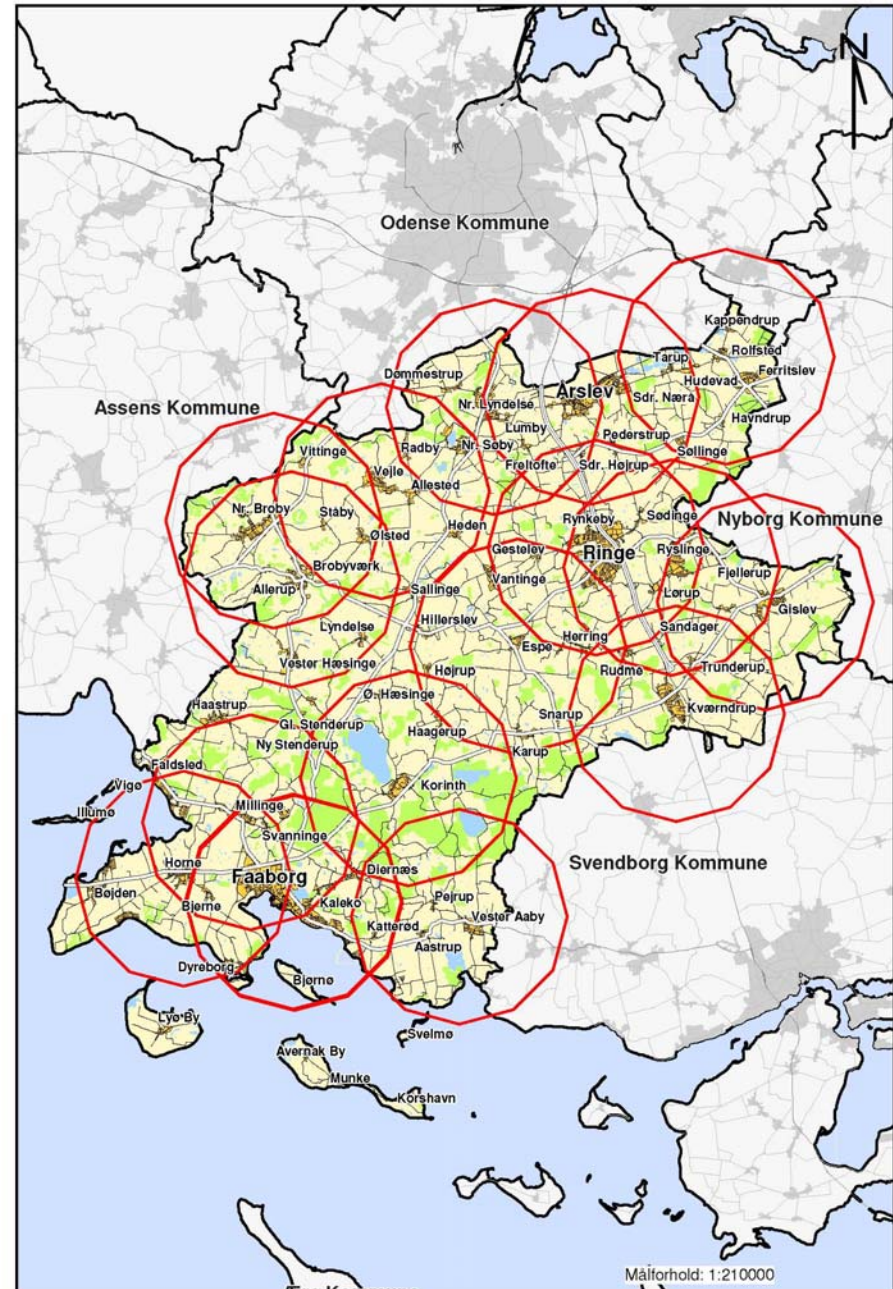 N
Odense Kommune
Kappendrup
Rolfsted
Tarup
Ferritslev
Dømmestrup
Hudevad
Årslev
Sdr. Nærå
Nr. Lyndelse
Havndrup
Assens Kommune
Lumby
Pederstrup
Radby
Nr. Søby
Søllinge
Vittinge
Freltofte
Sdr. Højrup
Vejle
Allested
Nr. Broby
Ståby
Rynkeby
Sødinge
Nyborg Kommune
Heden
Ølsted
Gestelev
Ringe
Ryslinge
Brobyværk
Vantinge
Fjellerup
Allerup
Sallinge
Lørup
Gislev
Hillerslev
Lyndelse
Sandager
Herring
Espe
Vester Hæsinge
Højrup
Rudme
Trunderup
Ø. Hæsinge
Kværndrup
Haastrup
Gl. Stenderup
Snarup
Haagerup
Ny Stenderup
Karup
Faldsled
Vigø
Korinth
Illumø
Millinge
Svanninge
Svendborg Kommune
Horne
Diernæs
Faaborg
Bøjden
Pejrup
Bjerne
Kaleko
Vester Aaby
Katterød
Aastrup
Dyreborg
Bjørnø
Lyø By
Svelmø
Avernak By
Munke
Korshavn
Målforhold: 1:210000